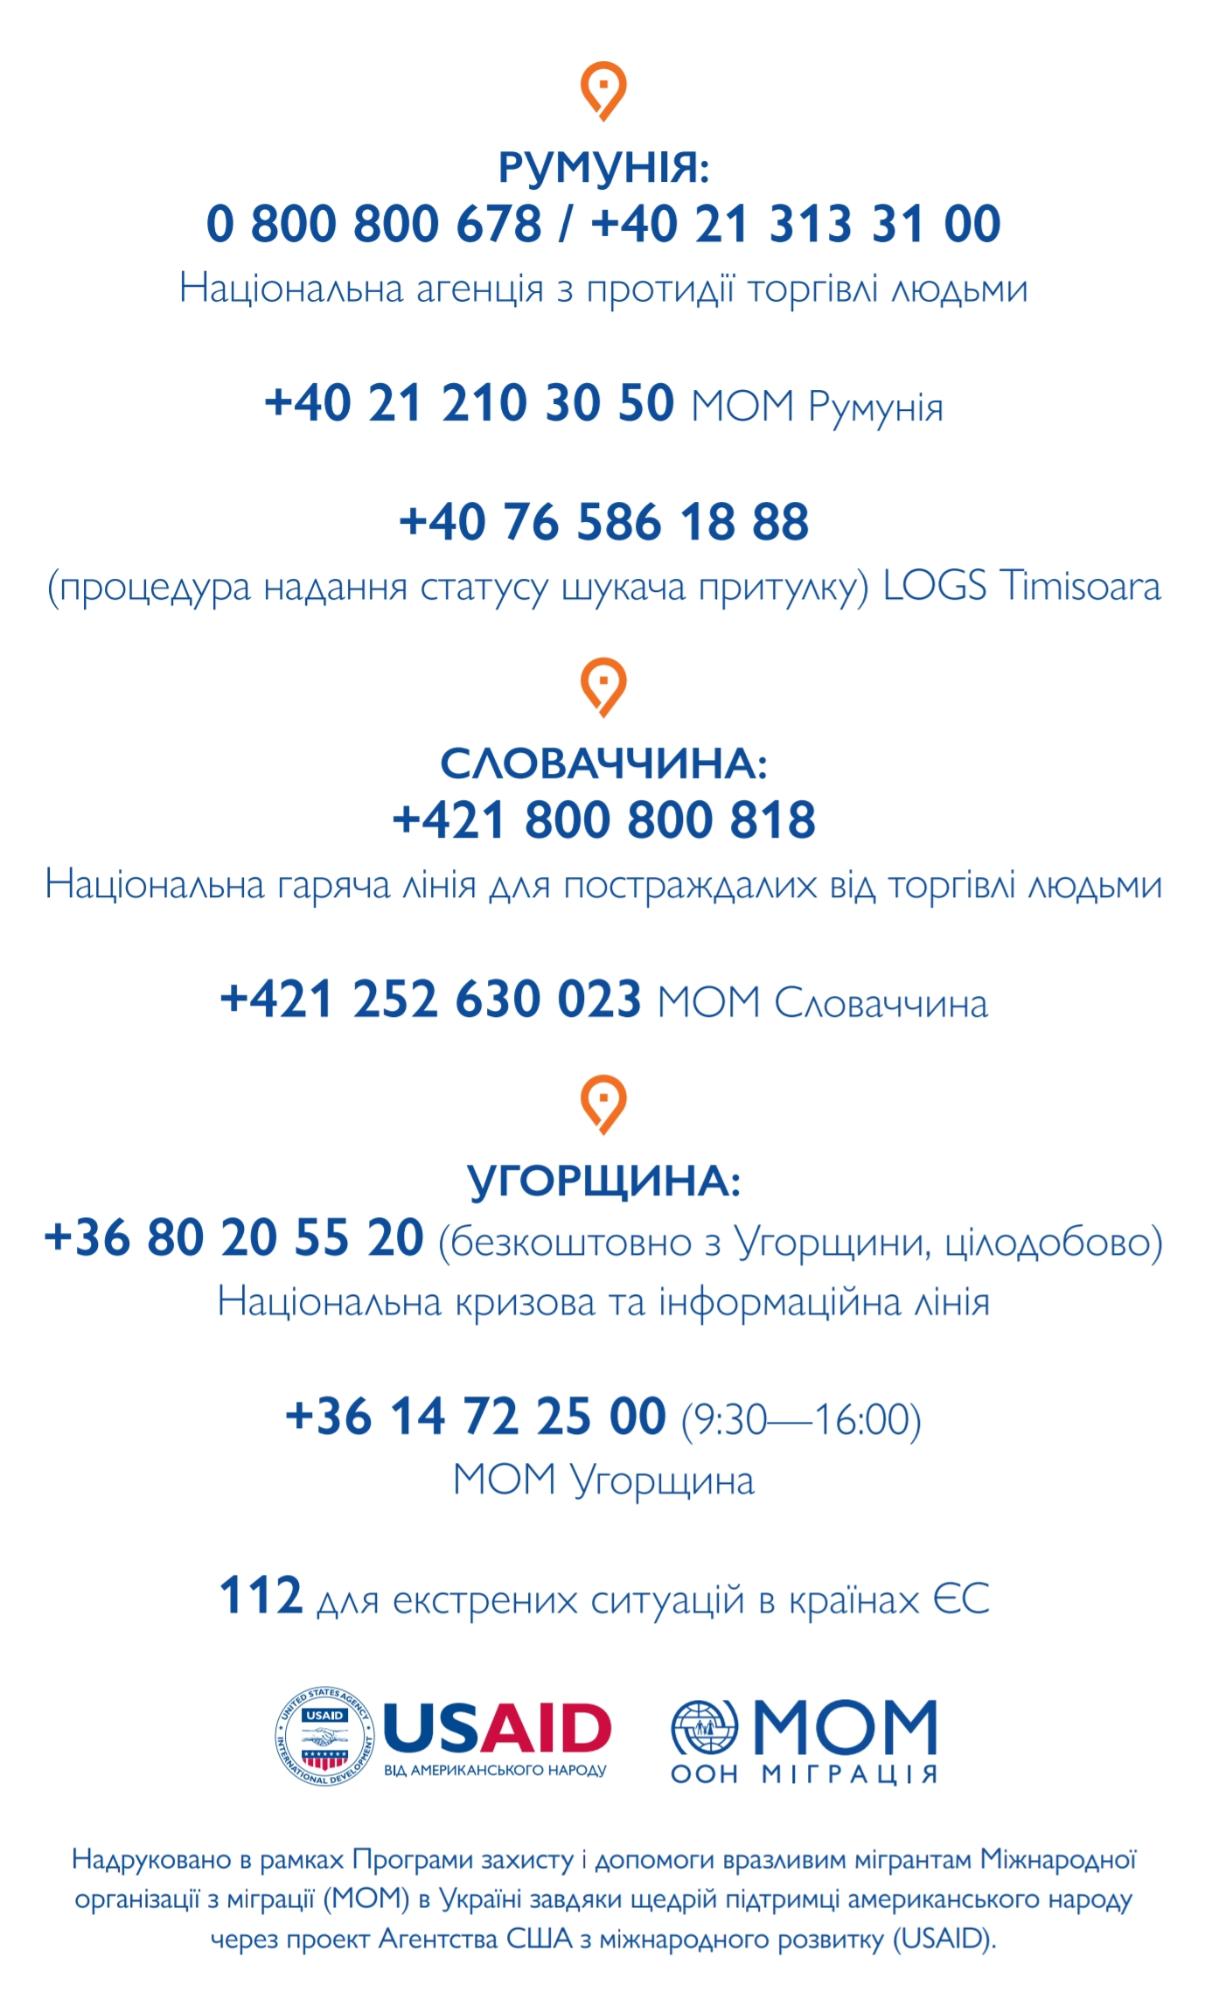 РУМУНІЯ:
0 800 800 678 / +40 21 313 31 00
Національна агенція з протидії торгівлі людьми
+40 21 210 30 50 МОМ Румунія
+40 76 586 18 88
(процедура надання статусу шукача притулку) LOGS Timisoara
СЛОВАЧЧИНА:
+421 800 800 818
Національна гаряча лінія для постраждалих від торгівлі людьми
+421 252 630 023 МОМ Словаччина
УГОРЩИНА:
+36 80 20 55 20 (безкоштовно з Угорщини, цілодобово)
Національна кризова та інформаційна лінія
+36 14 72 25 00 (9:30—16:00)
МОМ Угорщина
112 для екстрених ситуацій в країнах ЄС
UNITED STATES AGENCY
USAID
INTERNATIONAL DEVELOPMENT
USAID
ВІД АМЕРИКАНСЬКОГО НАРОДУ
МОМ
ООН МІГРАЦІЯ
Надруковано в рамках Програми захисту і допомоги вразливим мігрантам Міжнародної
організації з міграції (МОМ) в Україні завдяки щедрій підтримці американського народу
через проект Агентства США з міжнародного розвитку (USAID).